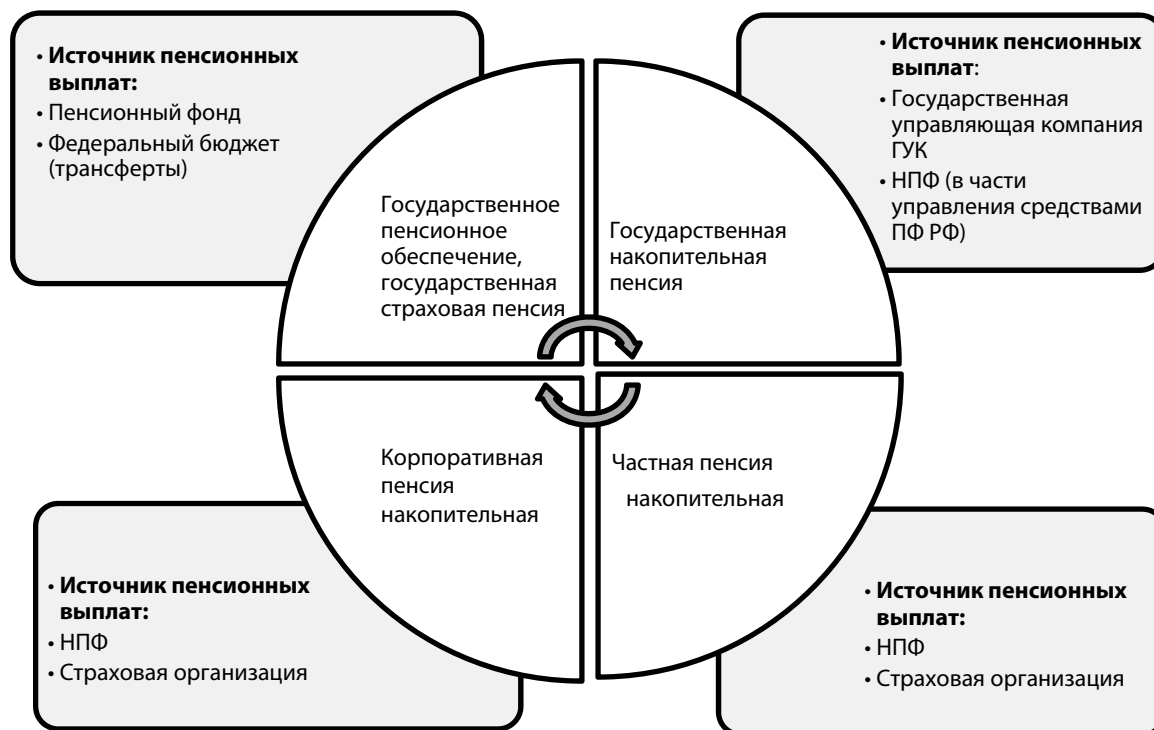 • Источник пенсионных
выплат:
• Пенсионный фонд
• Федеральный бюджет
(трансферты)
• Источник пенсионных
выплат:
• Государственная
управляющая компания
ГУК
• НПФ (в части
управления средствами
ПФ РФ)
Государственное
пенсионное
обеспечение,
государственная
страховая пенсия
Государственная
накопительная
пенсия
Корпоративная
пенсия
накопительная
Частная пенсия
накопительная
• Источник пенсионных
выплат:
• НПФ
• Страховая организация
• Источник пенсионных
выплат:
• НПФ
• Страховая организация